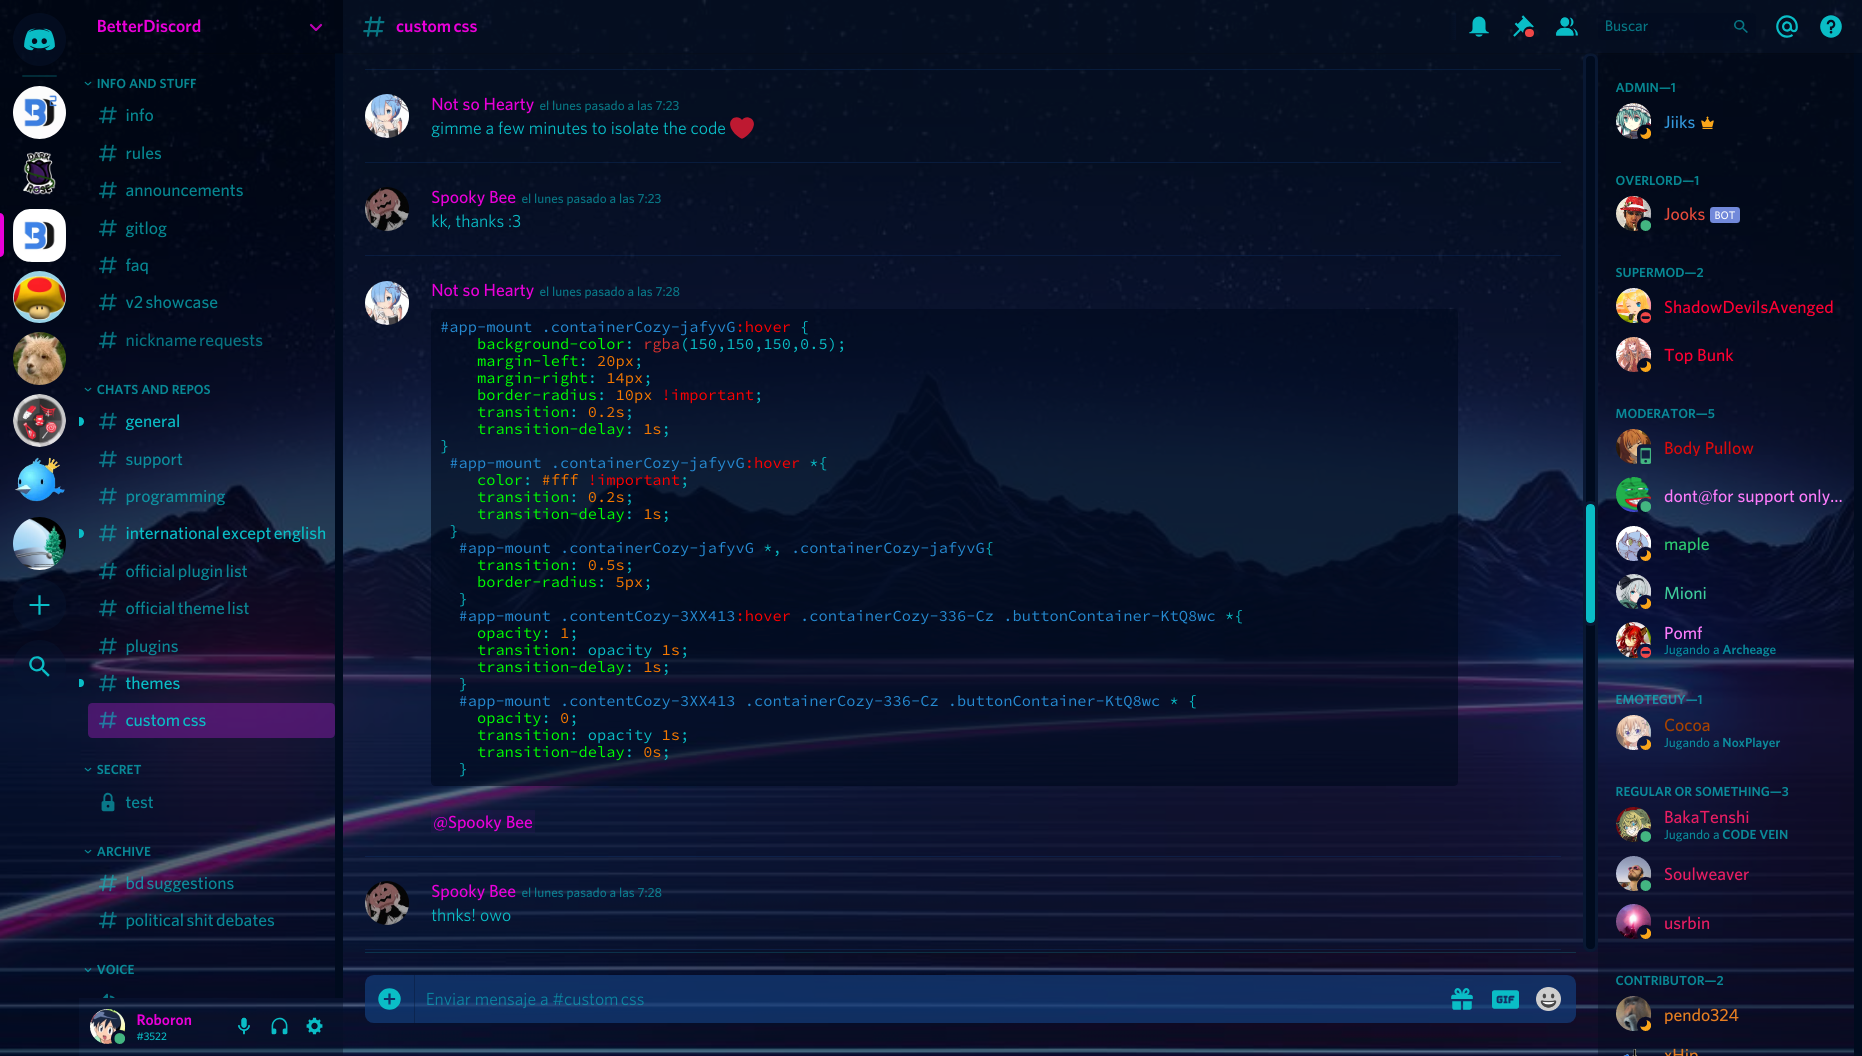 BetterDiscord
INFO AND STUFF
# info
# rules
# announcements
# gitlog
# faq
# v2 showcase
# nickname requests
CHATS AND REPOS
# general
# support
# programming
# international except english
# official plugin list
# official theme list
# plugins
# themes
# custom css
SECRET
test
ARCHIVE
# bd suggestions
# political shit debates
VOICE
Roboron
#3522
DARK
ROSE
# custom css
Buscar
Not so Hearty el lunes pasado a las 7:23
gimme a few minutes to isolate the code
Spooky Bee el lunes pasado a las 7:23
kk, thanks :3
Not so Hearty el lunes pasado a las 7:28
#app-mount .containerCozy-jafyvG:hover {
    background-color: rgba(150,150,150,0.5);
    margin-left: 20px;
    margin-right: 14px;
    border-radius: 10px !important;
    transition: 0.2s;
    transition-delay: 1s;
}
 #app-mount .containerCozy-jafyvG:hover *{
    color: #fff !important;
    transition: 0.2s;
    transition-delay: 1s;
 }
  #app-mount .containerCozy-jafyvG *, .containerCozy-jafyvG{
    transition: 0.5s;
    border-radius: 5px;
  }
  #app-mount .contentCozy-3XX413:hover .containerCozy-336-Cz .buttonContainer-KtQ8wc *{
    opacity: 1;
    transition: opacity 1s;
    transition-delay: 1s;
  }
  #app-mount .contentCozy-3XX413 .containerCozy-336-Cz .buttonContainer-KtQ8wc * {
    opacity: 0;
    transition: opacity 1s;
    transition-delay: 0s;
  }
@Spooky Bee
Spooky Bee el lunes pasado a las 7:28
thnks! owo
Enviar mensaje a #custom css
GIF
ADMIN—1
Jiiks
OVERLORD—1
Jooks BOT
SUPERMOD—2
ShadowDevilsAvenged
Top Bunk
MODERATOR—5
Body Pullow
dont@for support only...
maple
Mioni
Pomf
Jugando a Archeage
EMOTEGUY—1
Cocoa
Jugando a NoxPlayer
REGULAR OR SOMETHING—3
BakaTenshi
Jugando a CODE VEIN
Soulweaver
usrbin
CONTRIBUTOR—2
pendo324